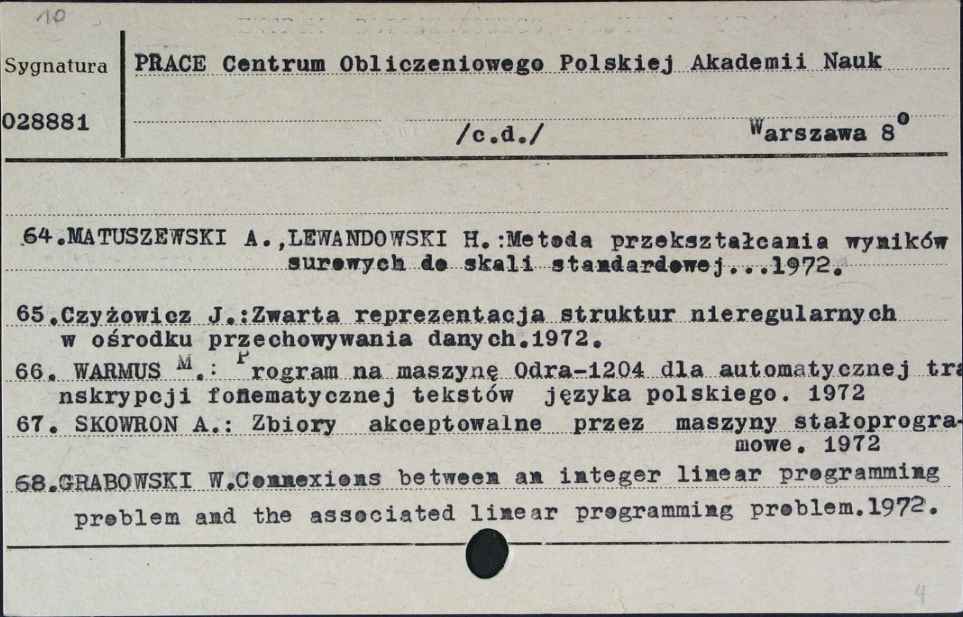 10
Sygnatura
PRACE Centrum Obliczeniowego Polskiej Akademii Nauk
028881
/c.d./ Warszawa 8°
64.MATUSZEWSKI A.,LEWANDOWSKI H.:Metoda przekształcania wyników
surowych do skali standardowej...1972.
65.Czyżowicz J.:Zwarta reprezentacja struktur nieregularnych
w ośrodku przechowywania danych.1972.
66. WARMUS M.: Program na maszynę Odra-1204 dla automatycznej tra
nskrypcji fonematycznej tekstów języka polskiego. 1972
67. SKOWRON A.: Zbiory akceptowalne przez maszyny stałoprogra-
mowe. 1972
68.GRABOWSKI W.Connexions between an integer linear programming
problem and the associated linear programming problem.1972.
4